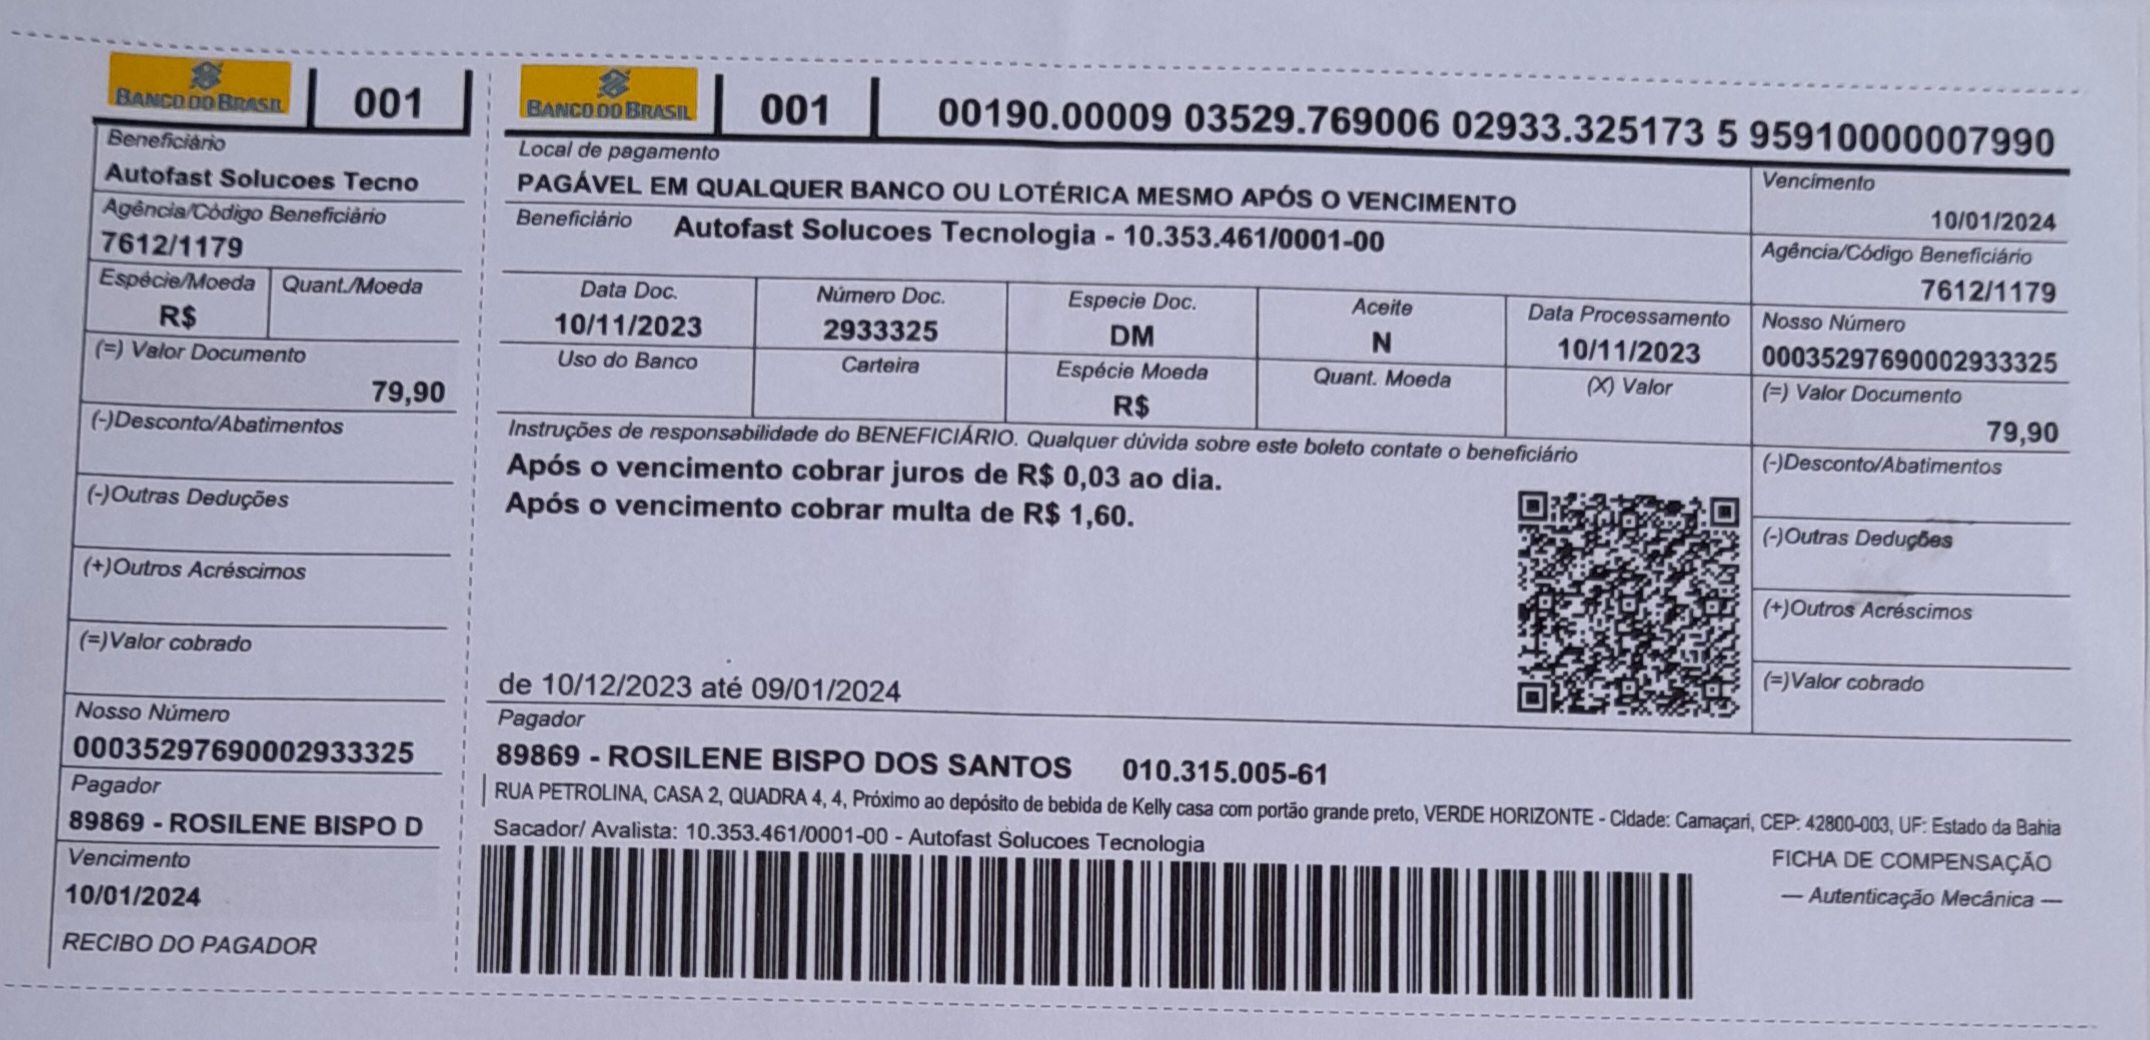 BANCO DO BRASIL
001
Beneficiário
Autofast Solucoes Tecno
Agência/Código Beneficiário
7612/1179
Espécie/Moeda
Quant./Moeda
R$
(=) Valor Documento
79,90
(-)Desconto/Abatimentos
(-)Outras Deduções
(+)Outros Acréscimos
(=)Valor cobrado
Nosso Número
00035297690002933325
Pagador
89869 - ROSILENE BISPO D
Vencimento
10/01/2024
RECIBO DO PAGADOR
BANCO DO BRASIL
001
00190.00009 03529.769006 02933.325173 5 95910000007990
Local de pagamento
PAGÁVEL EM QUALQUER BANCO OU LOTÉRICA MESMO APÓS O VENCIMENTO
Vencimento
10/01/2024
Beneficiário Autofast Solucoes Tecnologia - 10.353.461/0001-00
Agência/Código Beneficiário
7612/1179
Data Doc.
10/11/2023
Número Doc.
2933325
Especie Doc.
DM
Aceite
N
Data Processamento
10/11/2023
Nosso Número
00035297690002933325
Uso do Banco
Carteira
Espécie Moeda
R$
Quant. Moeda
(X) Valor
(=) Valor Documento
79,90
Instruções de responsabilidade do BENEFICIÁRIO. Qualquer dúvida sobre este boleto contate o beneficiário
Após o vencimento cobrar juros de R$ 0,03 ao dia.
Após o vencimento cobrar multa de R$ 1,60.
de 10/12/2023 até 09/01/2024
(-)Desconto/Abatimentos
(-)Outras Deduções
(+)Outros Acréscimos
(=)Valor cobrado
Pagador
89869 - ROSILENE BISPO DOS SANTOS 010.315.005-61
RUA PETROLINA, CASA 2, QUADRA 4, 4, Próximo ao depósito de bebida de Kelly casa com portão grande preto, VERDE HORIZONTE - Cidade: Camaçari, CEP: 42800-003, UF: Estado da Bahia
Sacador/ Avalista: 10.353.461/0001-00 - Autofast Solucoes Tecnologia
FICHA DE COMPENSAÇÃO
— Autenticação Mecânica —